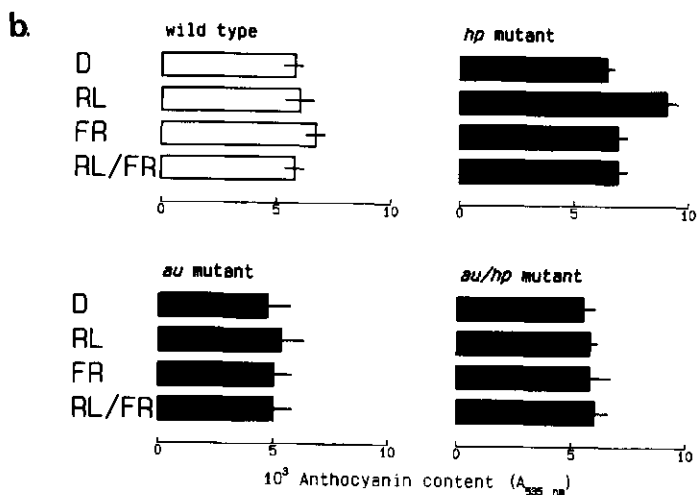 b.
wild type
hp mutant
D
RL
FR
RL/FR
0 5 10
0 5 10
au mutant
au/hp mutant
D
RL
FR
RL/FR
0 5 10
0 5 10
10³ Anthocyanin content (A₅₃₅ nm)